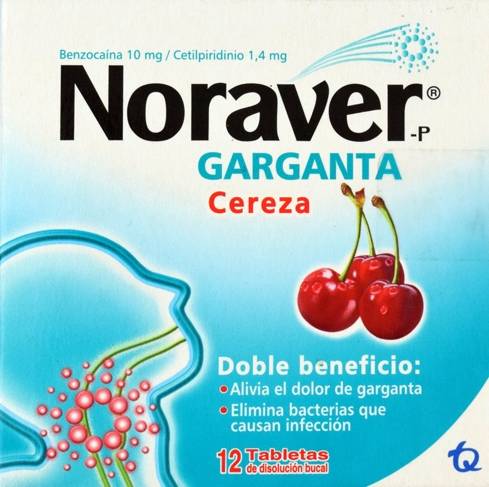 Benzocaína 10 mg / Cetilpiridinio 1,4 mg
Noraver®-P
GARGANTA
Cereza
Doble beneficio:
•Alivia el dolor de garganta
•Elimina bacterias que
causan infección
12 Tabletas
de disolución bucal
TQ